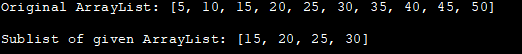 Original ArrayList: [5, 10, 15, 20, 25, 30, 35, 40, 45, 50]
Sublist of given ArrayList: [15, 20, 25, 30]